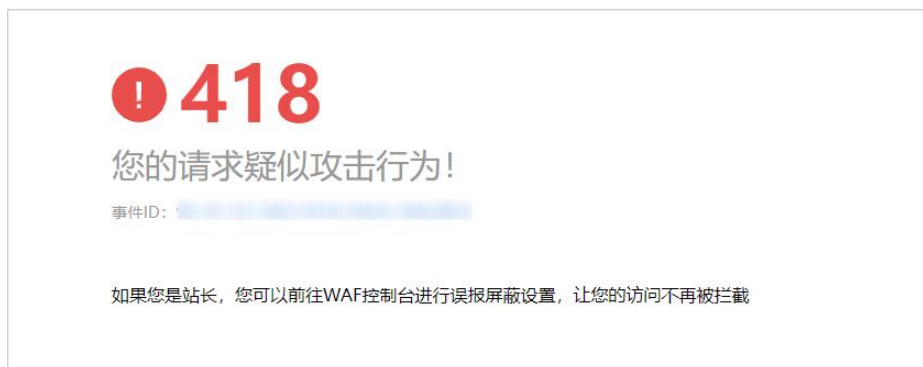 418
您的请求疑似攻击行为！
事件ID：
如果您是站长，您可以前往WAF控制台进行误报屏蔽设置，让您的访问不再被拦截